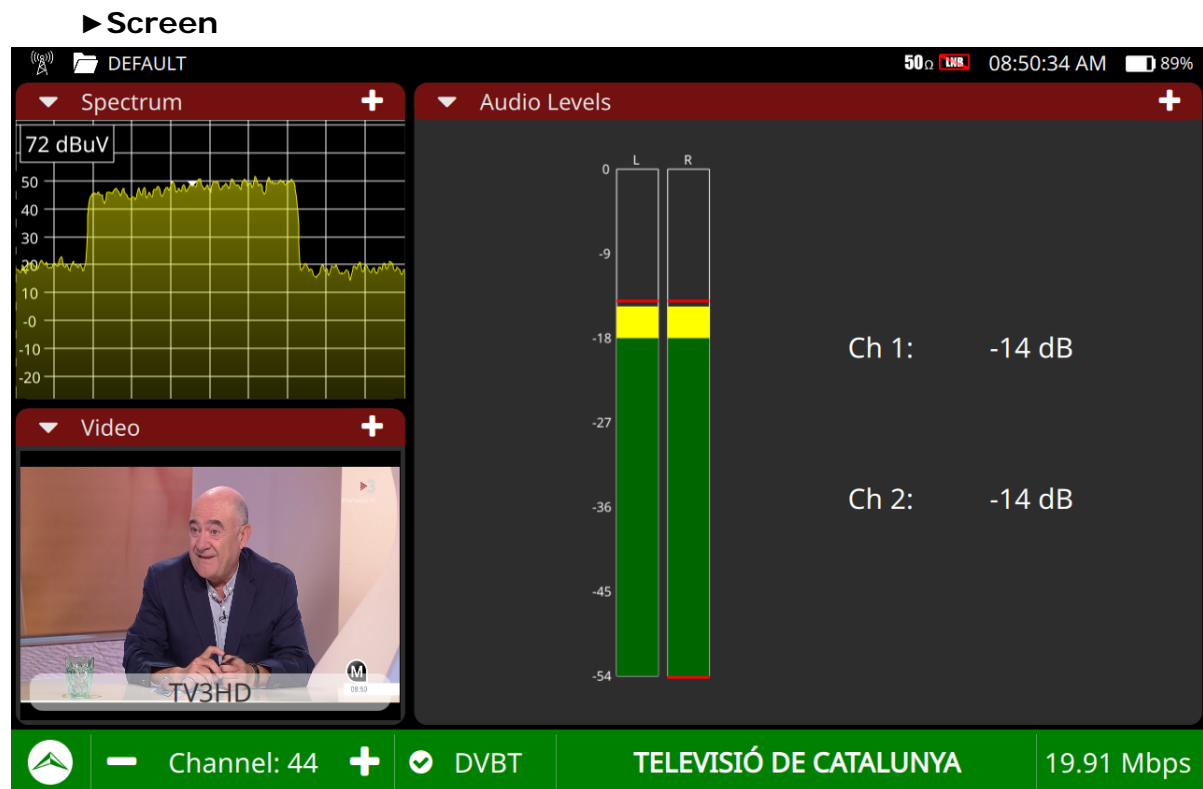 ►Screen
DEFAULT
50Ω LNB 08:50:34 AM 89%
Spectrum
72 dBuV
50
40
30
20
10
-0
-10
-20
Audio Levels
L R
0
-9
-18
-27
-36
-45
-54
Ch 1: -14 dB
Ch 2: -14 dB
Video
3
M
08:50
TV3HD
Channel: 44 DVBT TELEVISIÓ DE CATALUNYA 19.91 Mbps